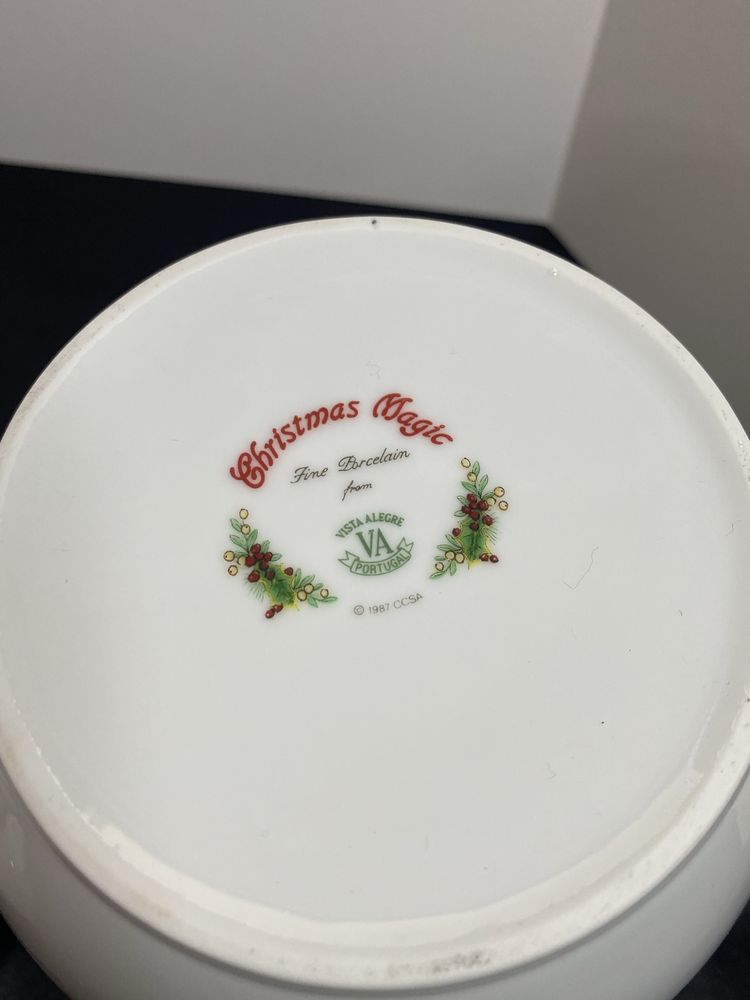 Christmas Magic
Fine Porcelain
from
VISTA ALEGRE
VA
PORTUGAL
© 1987 CCSA